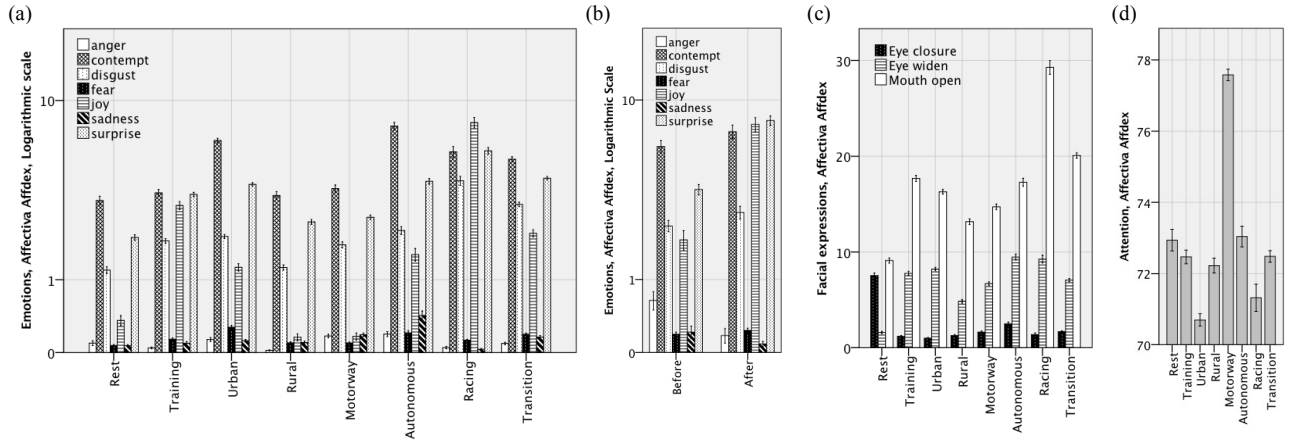 (a)
Emotions, Affectiva Affdex, Logarithmic scale
10
1
0
anger
contempt
disgust
fear
joy
sadness
surprise
Rest
Training
Urban
Rural
Motorway
Autonomous
Racing
Transition
(b)
Emotions, Affectiva Affdex, Logarithmic Scale
10
1
0
anger
contempt
disgust
fear
joy
sadness
surprise
Before
After
(c)
Facial expressions, Affectiva Affdex
30
20
10
0
Eye closure
Eye widen
Mouth open
Rest
Training
Urban
Rural
Motorway
Autonomous
Racing
Transition
(d)
Attention, Affectiva Affdex
78
76
74
72
70
Rest
Training
Urban
Rural
Motorway
Autonomous
Racing
Transition